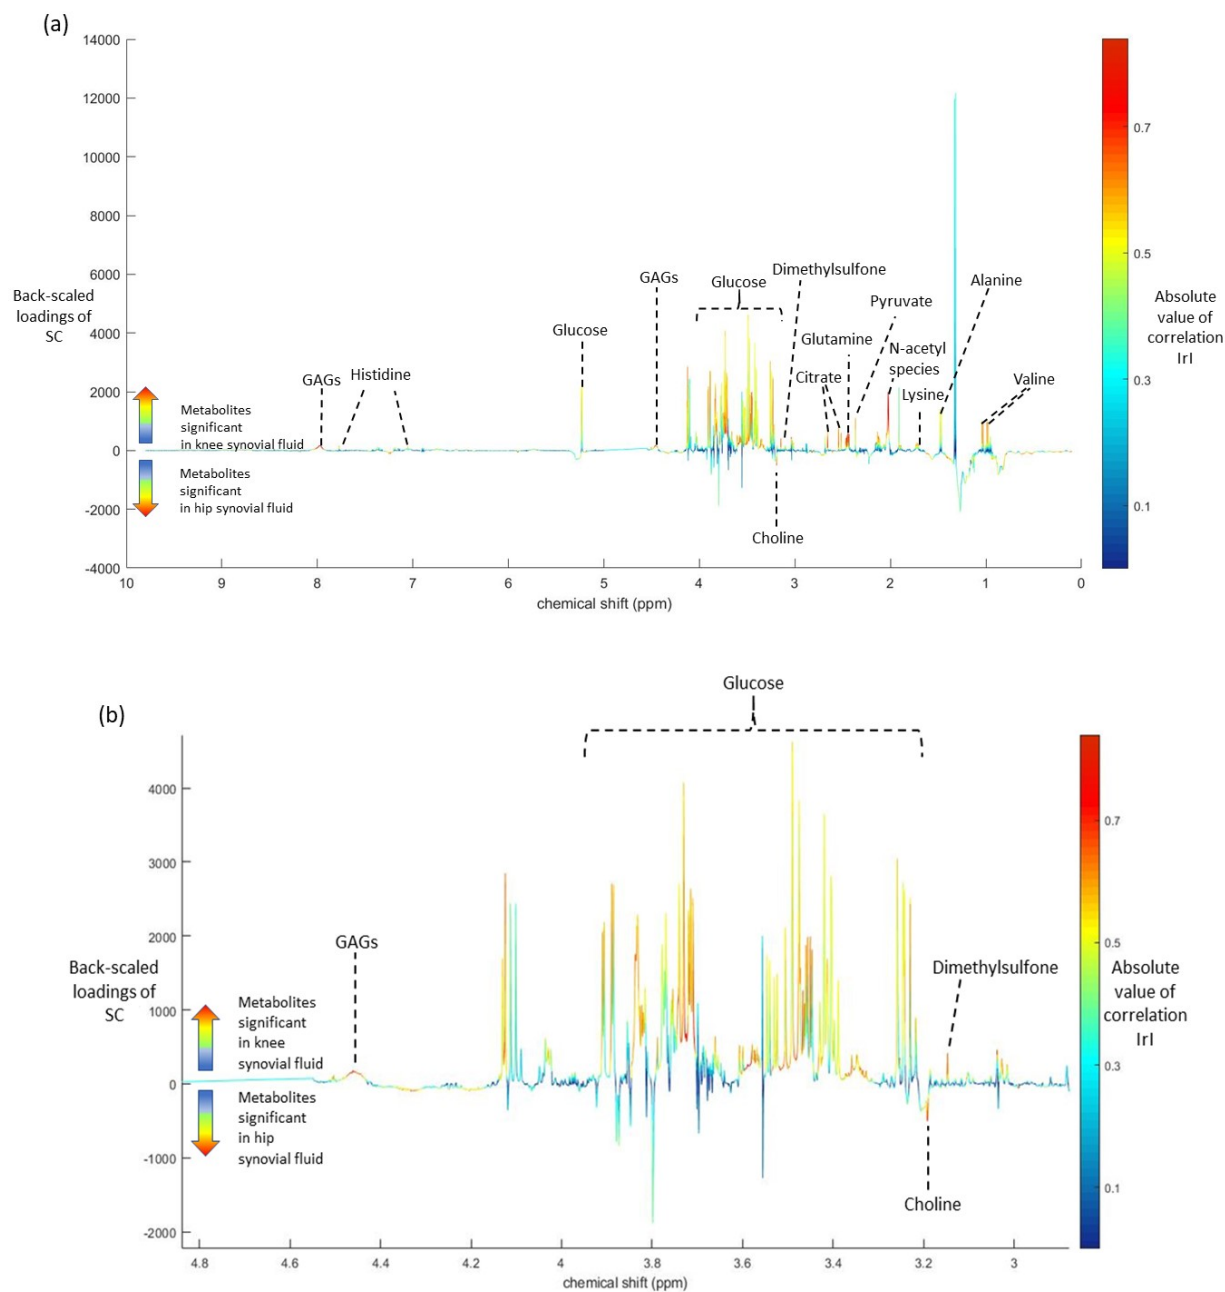 (a)
14000
12000
10000
8000
6000
4000
2000
0
-2000
-4000
Back-scaled
loadings of
SC
Metabolites
significant
in knee synovial fluid
Metabolites
significant
in hip synovial fluid
GAGs
Histidine
Glucose
GAGs
Glucose
Dimethylsulfone
Glutamine
Citrate
Pyruvate
N-acetyl
species
Lysine
Alanine
Valine
Choline
10
9
8
7
6
5
4
3
2
1
0
chemical shift (ppm)
0.7
0.5
0.3
0.1
Absolute
value of
correlation
IrI
(b)
Glucose
4000
3000
2000
1000
0
-1000
-2000
Back-scaled
loadings of
SC
Metabolites
significant
in knee
synovial fluid
Metabolites
significant
in hip
synovial fluid
GAGs
Dimethylsulfone
Choline
4.8
4.6
4.4
4.2
4
3.8
3.6
3.4
3.2
3
chemical shift (ppm)
0.7
0.5
0.3
0.1
Absolute
value of
correlation
IrI